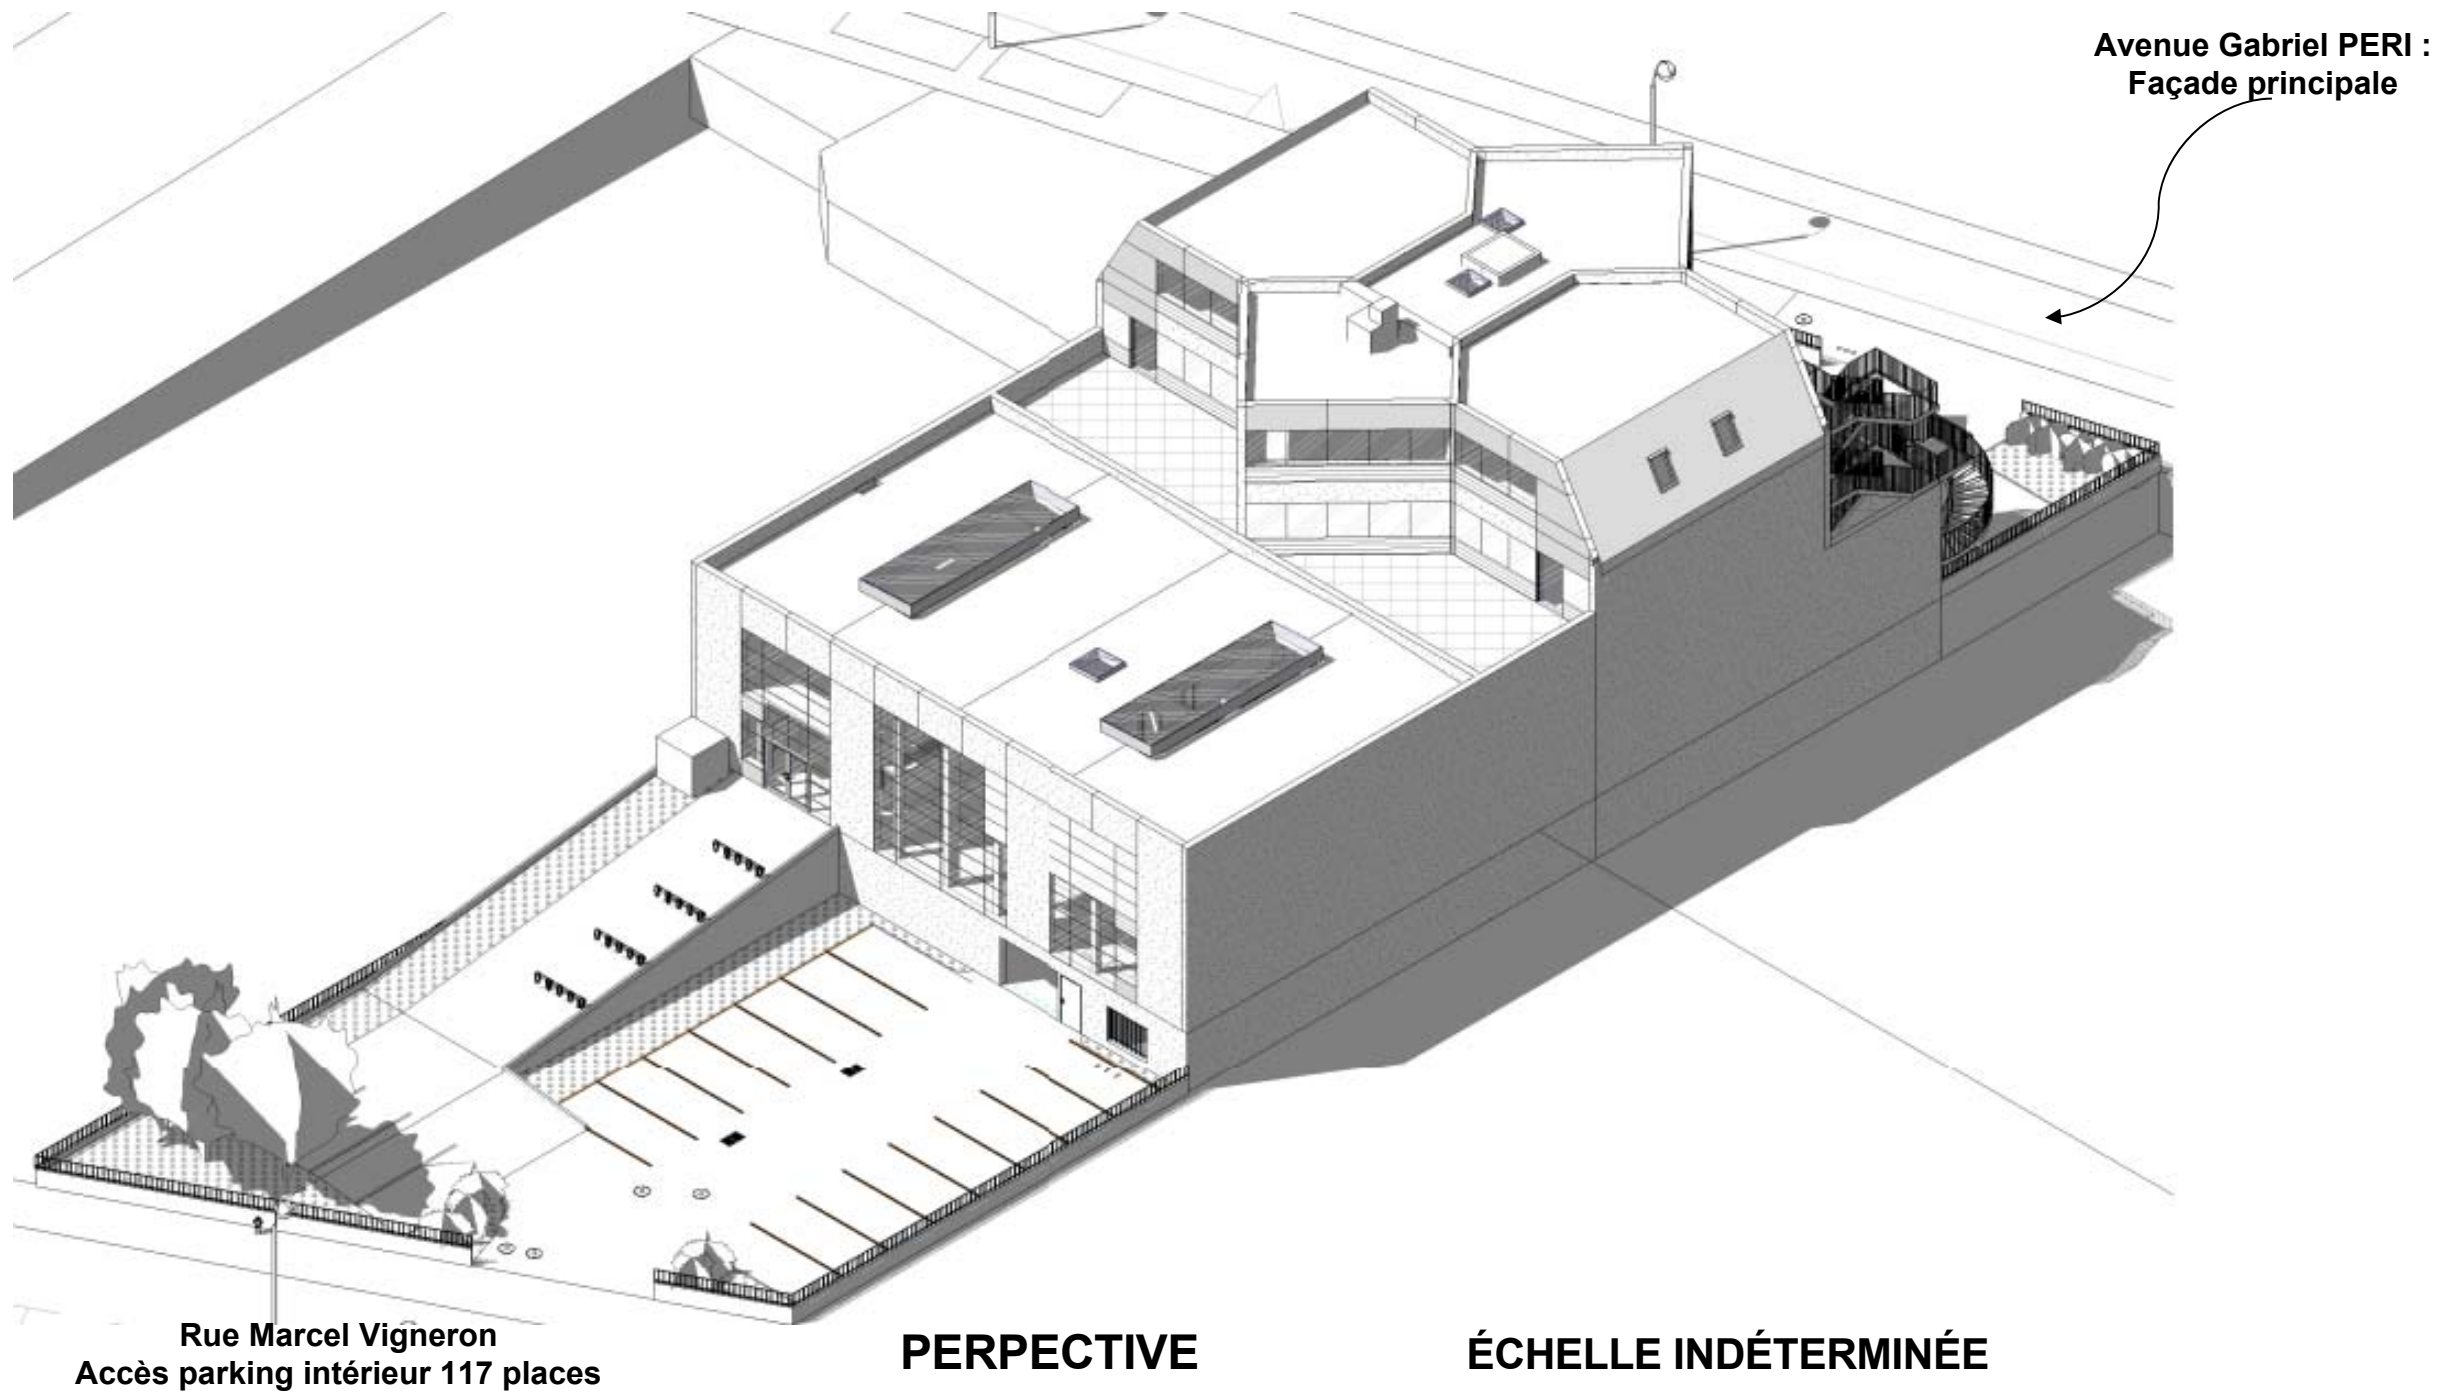 Avenue Gabriel PERI :
Façade principale
Rue Marcel Vigneron
Accès parking intérieur 117 places
PERPECTIVE
ÉCHELLE INDÉTERMINÉE